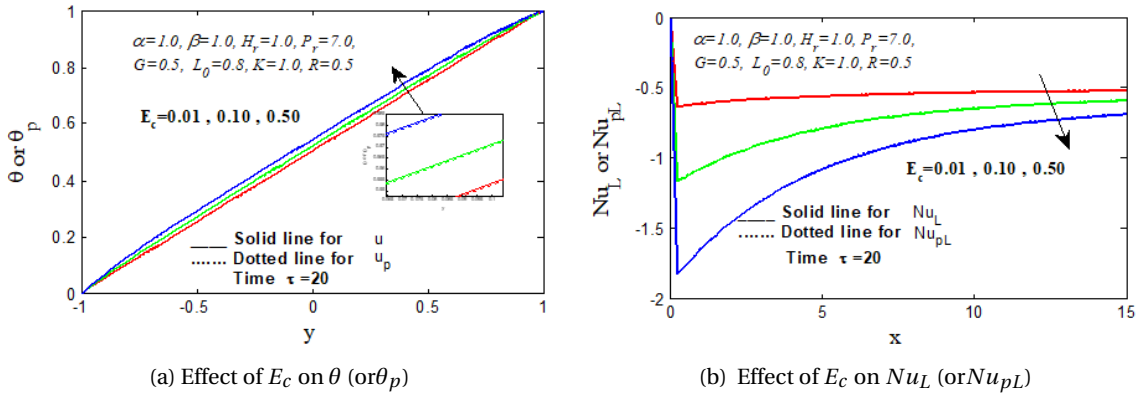 α=1.0, β=1.0, H_r=1.0, P_r=7.0,
G=0.5, L_0=0.8, K=1.0, R=0.5
E_c=0.01 , 0.10 , 0.50
θ or θ_p
1
0.8
0.6
0.4
0.2
0
Solid line for u
Dotted line for u_p
Time τ =20
-1 -0.5 0 0.5 1
y
(a) Effect of E_c on θ (orθ_p)
α=1.0, β=1.0, H_r=1.0, P_r=7.0,
G=0.5, L_0=0.8, K=1.0, R=0.5
Nu_L or Nu_pL
0
-0.5
-1
-1.5
-2
E_c=0.01 , 0.10 , 0.50
Solid line for Nu_L
Dotted line for Nu_pL
Time τ =20
0 5 10 15
x
(b) Effect of E_c on Nu_L (orNu_pL)